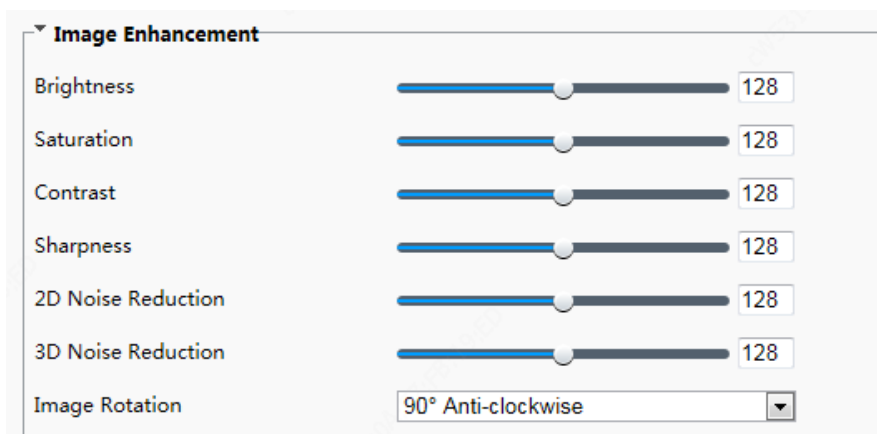 Image Enhancement
Brightness 128
Saturation 128
Contrast 128
Sharpness 128
2D Noise Reduction 128
3D Noise Reduction 128
Image Rotation 90° Anti-clockwise